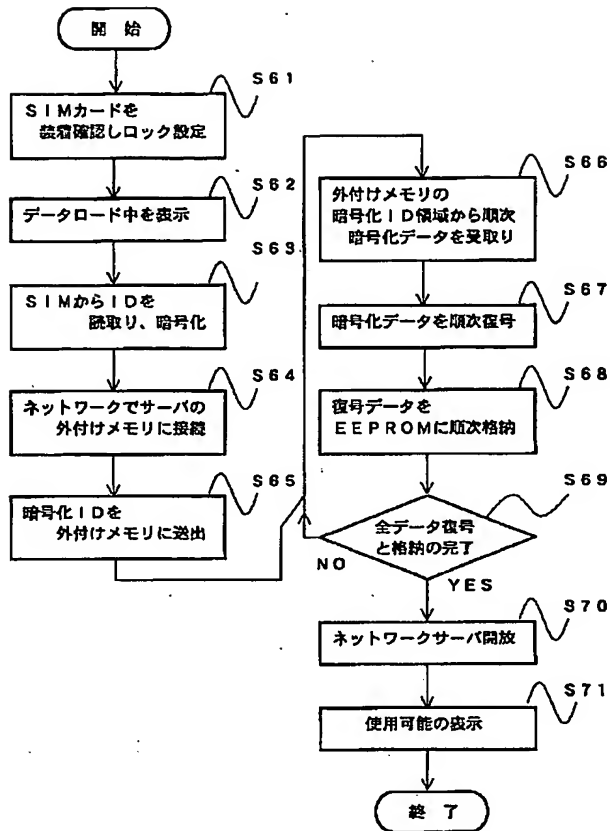 開 始
S61
SIMカードを
装着確認しロック設定
S62
データロード中を表示
S63
SIMからIDを
読取り、暗号化
S64
ネットワークでサーバの
外付けメモリに接続
S65
暗号化IDを
外付けメモリに送出
S66
外付けメモリの
暗号化ID領域から順次
暗号化データを受取り
S67
暗号化データを順次復号
S68
復号データを
EEPROMに順次格納
S69
全データ復号
と格納の完了
NO
YES
S70
ネットワークサーバ開放
S71
使用可能の表示
終 了